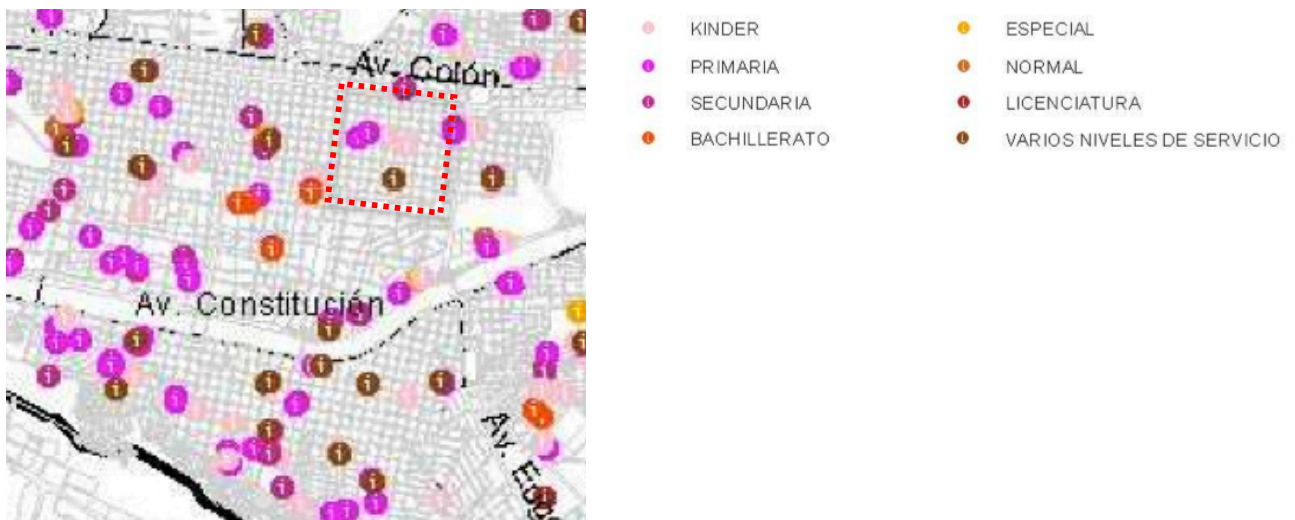 Av. Colón
Av. Constitución
Av.
KINDER
PRIMARIA
SECUNDARIA
BACHILLERATO
ESPECIAL
NORMAL
LICENCIATURA
VARIOS NIVELES DE SERVICIO